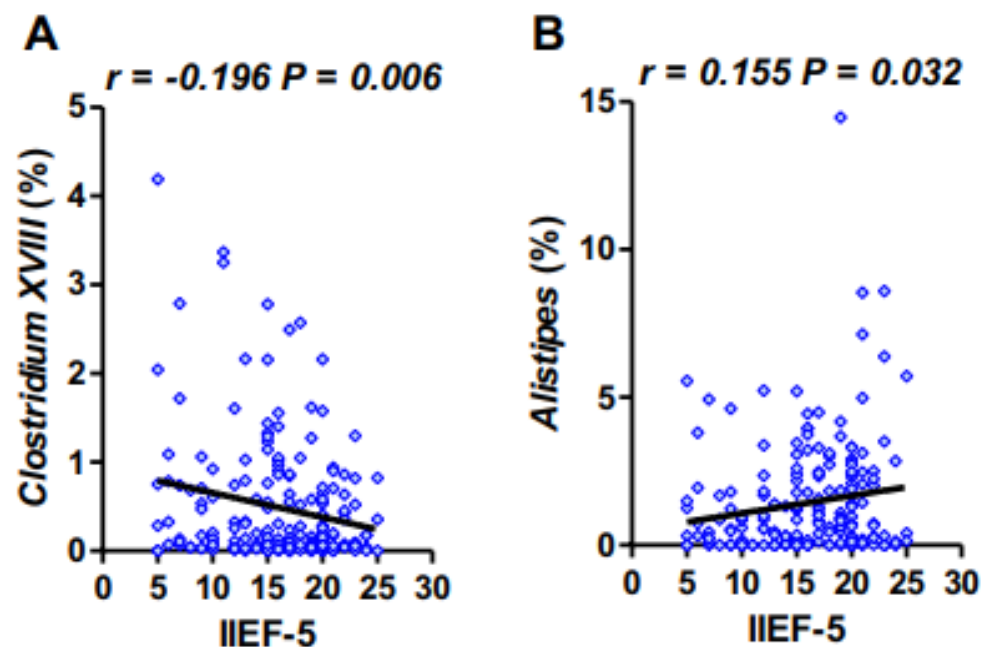 A
r = -0.196 P = 0.006
Clostridium XVIII (%)
5
4
3
2
1
0
0 5 10 15 20 25 30
IIEF-5
B
r = 0.155 P = 0.032
Alistipes (%)
15
10
5
0
0 5 10 15 20 25 30
IIEF-5